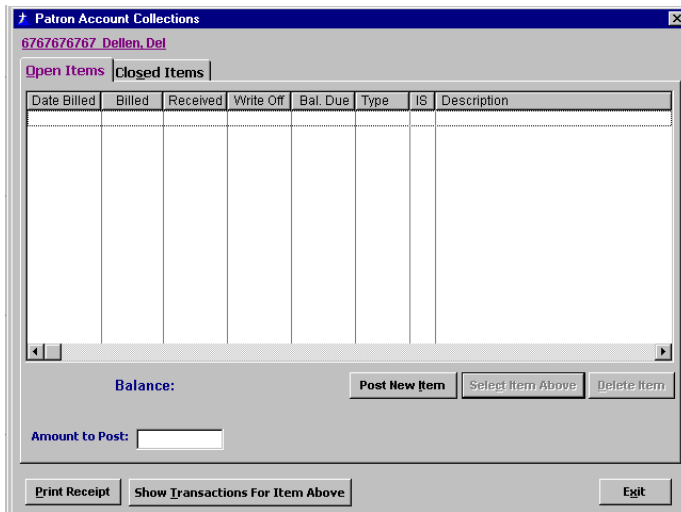 Patron Account Collections
6767676767 Dellen, Del
Open Items Closed Items
Date Billed Billed Received Write Off Bal. Due Type IS Description
Balance: Post New Item Select Item Above Delete Item
Amount to Post:
Print Receipt Show Transactions For Item Above Exit